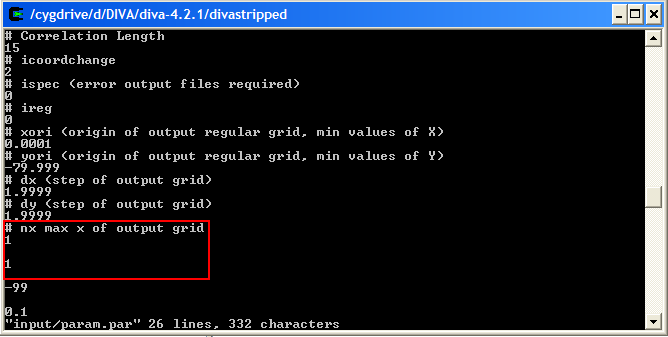 /cygdrive/d/DIVA/diva-4.2.1/divastripped
# Correlation Length
15
# icoordchange
2
# ispec (error output files required)
0
# ireg
0
# xori (origin of output regular grid, min values of X)
0.0001
# yori (origin of output regular grid, min values of Y)
-79.999
# dx (step of output grid)
1.9999
# dy (step of output grid)
1.9999
# nx max x of output grid
1
1
-99
0.1
"input/param.par" 26 lines, 332 characters